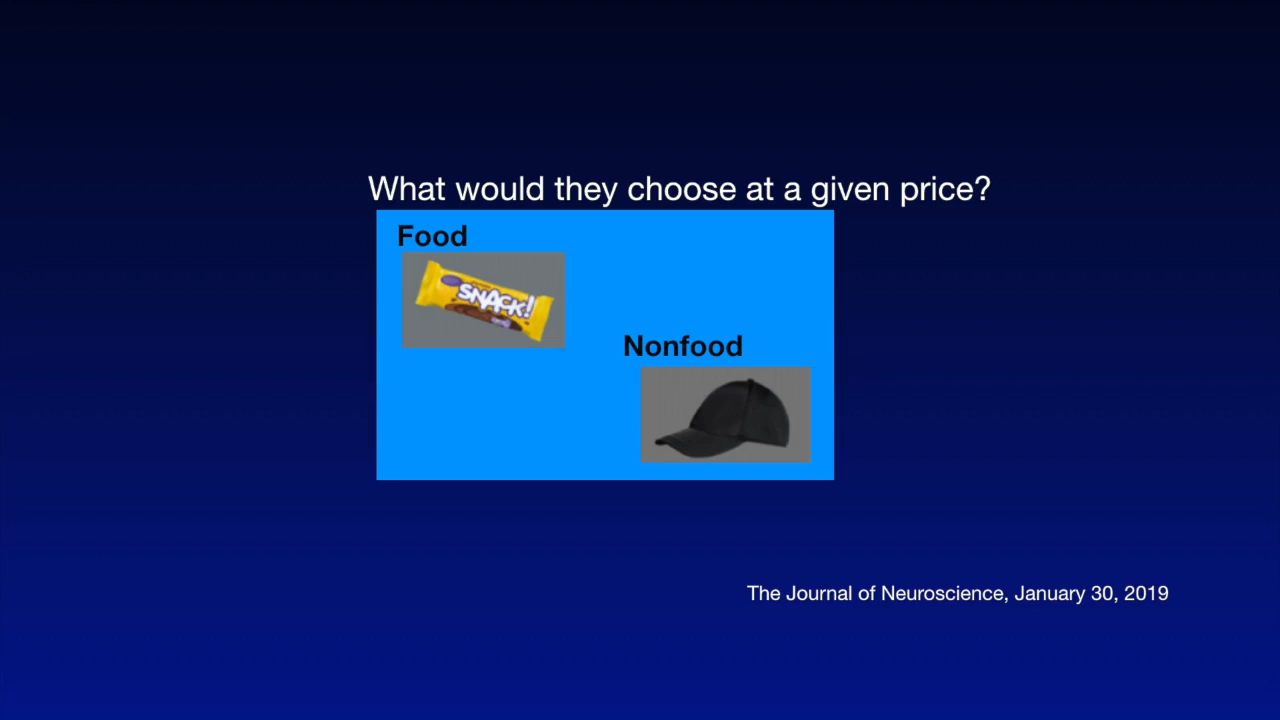 What would they choose at a given price?
Food
SNACK!
Nonfood
The Journal of Neuroscience, January 30, 2019